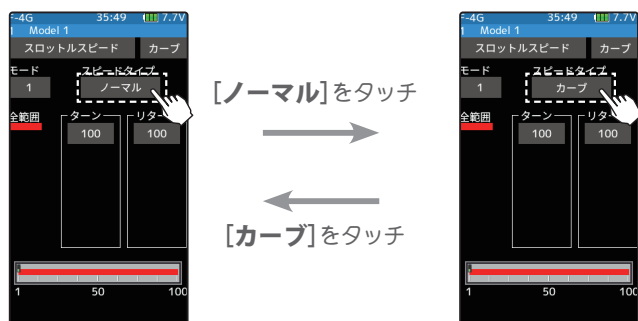 F-4G 35:49 7.7V
1 Model 1
スロットルスピード カーブ
モード スピードタイプ
1 ノーマル
全範囲 ターン リター
100 100
1 50 100
[ノーマル]をタッチ
[カーブ]をタッチ
F-4G 35:49 7.7V
1 Model 1
スロットルスピード カーブ
モード スピードタイプ
1 カーブ
全範囲 ターン リター
100 100
1 50 100